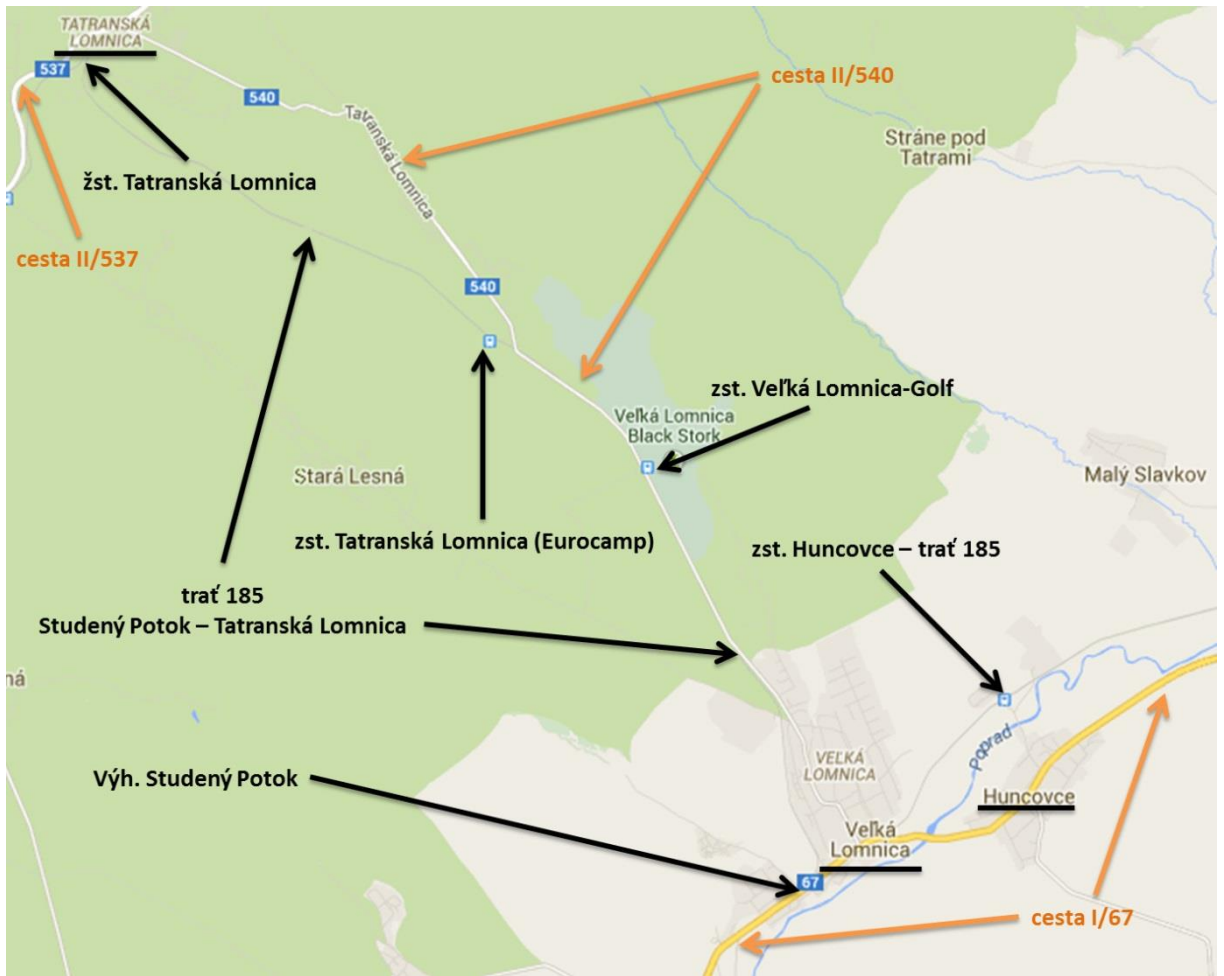 TATRANSKÁ
LOMNICA
537
540
cesta II/540
Tatranská Lomnica
Stráne pod
Tatrami
žst. Tatranská Lomnica
cesta II/537
540
zst. Veľká Lomnica-Golf
Veľká Lomnica
Black Stork
Stará Lesná
Malý Slavkov
zst. Tatranská Lomnica (Eurocamp)
zst. Huncovce – trať 185
trať 185
Studený Potok – Tatranská Lomnica
ná
Poprad
VEĽKÁ
LOMNICA
Výh. Studený Potok
Huncovce
Veľká
Lomnica
67
cesta I/67